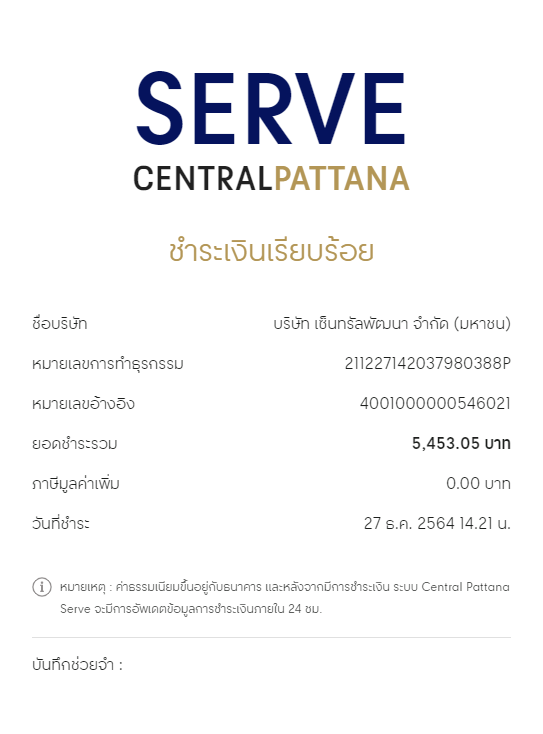 SERVE
CENTRALPATTANA
ชำระเงินเรียบร้อย
ชื่อบริษัท บริษัท เซ็นทรัลพัฒนา จำกัด (มหาชน)
หมายเลขการทำธุรกรรม 211227142037980388P
หมายเลขอ้างอิง 4001000000546021
ยอดชำระรวม 5,453.05 บาท
ภาษีมูลค่าเพิ่ม 0.00 บาท
วันที่ชำระ 27 ธ.ค. 2564 14.21 น.
หมายเหตุ : ค่าธรรมเนียมขึ้นอยู่กับธนาคาร และหลังจากมีการชำระเงิน ระบบ Central Pattana
Serve จะมีการอัพเดตข้อมูลการชำระเงินภายใน 24 ชม.
บันทึกช่วยจำ :